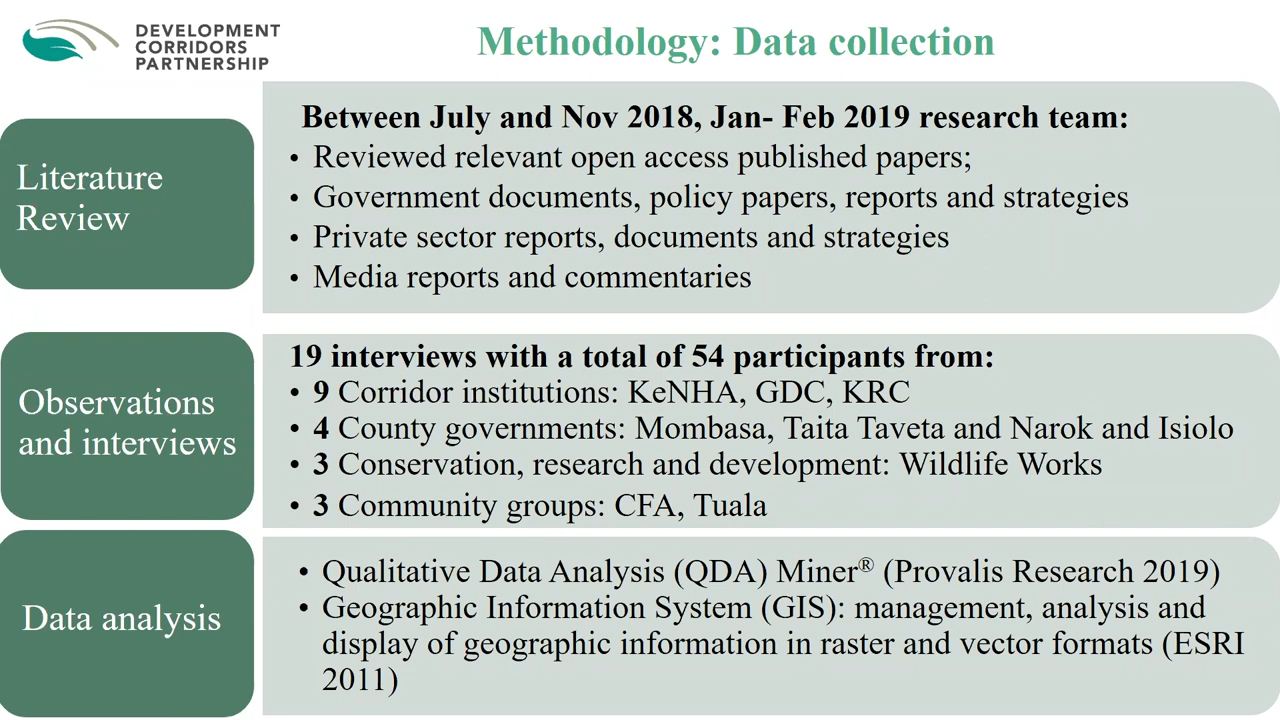 DEVELOPMENT
CORRIDORS
PARTNERSHIP
Methodology: Data collection
Literature
Review
Between July and Nov 2018, Jan- Feb 2019 research team:
• Reviewed relevant open access published papers;
• Government documents, policy papers, reports and strategies
• Private sector reports, documents and strategies
• Media reports and commentaries
Observations
and interviews
19 interviews with a total of 54 participants from:
• 9 Corridor institutions: KeNHA, GDC, KRC
• 4 County governments: Mombasa, Taita Taveta and Narok and Isiolo
• 3 Conservation, research and development: Wildlife Works
• 3 Community groups: CFA, Tuala
Data analysis
• Qualitative Data Analysis (QDA) Miner® (Provalis Research 2019)
• Geographic Information System (GIS): management, analysis and
display of geographic information in raster and vector formats (ESRI
2011)